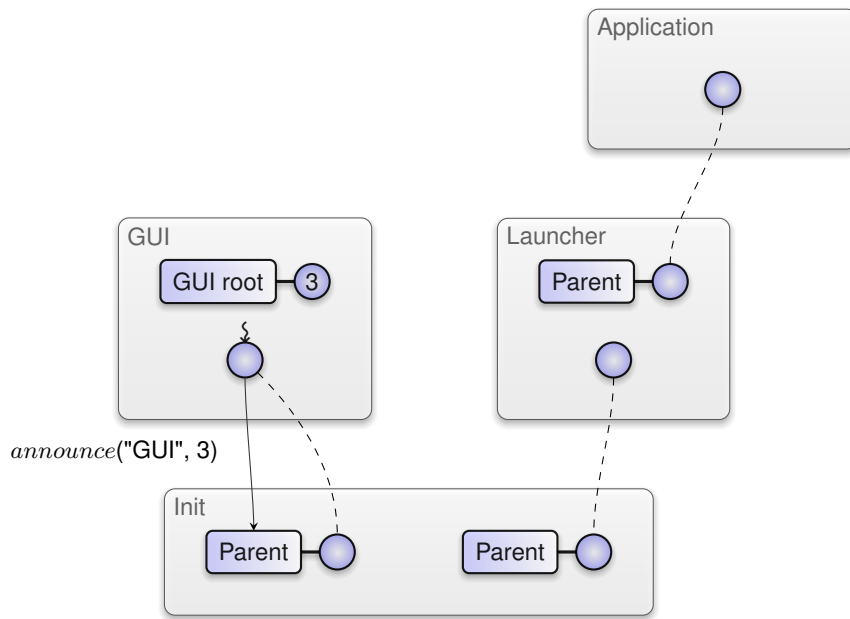 Application
GUI
Launcher
GUI root
3
Parent
announce("GUI", 3)
Init
Parent
Parent